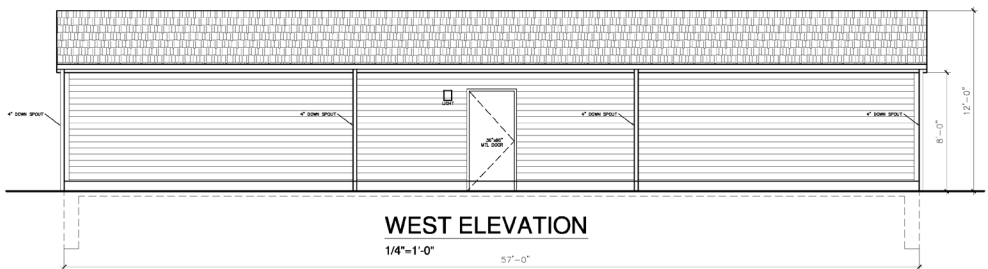 LIGHT
4" DOWN SPOUT
4" DOWN SPOUT
4" DOWN SPOUT
4" DOWN SPOUT
36"x80"
MTL DOOR
8'-0"
12'-0"
WEST ELEVATION
1/4"=1'-0"
57'-0"